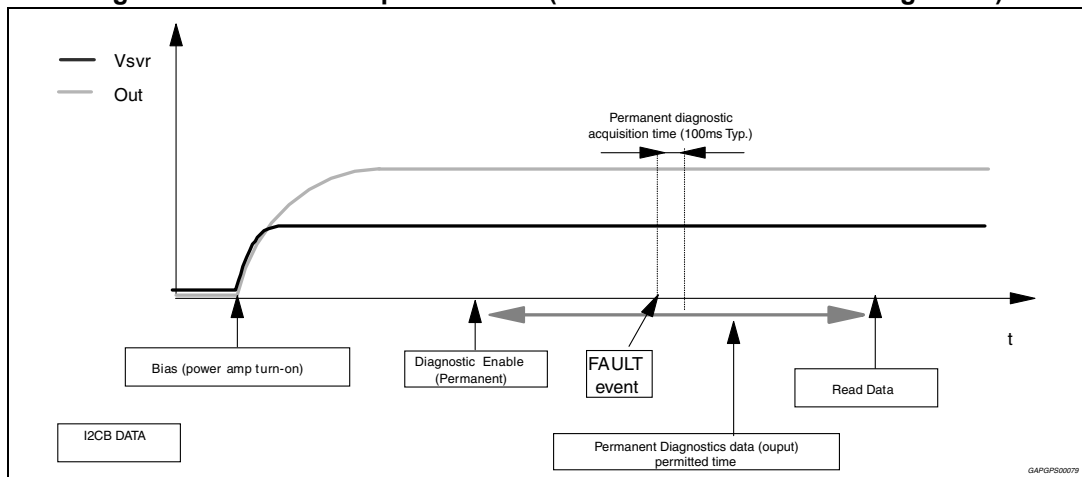 Vsvr
Out
Permanent diagnostic
acquisition time (100ms Typ.)
t
Bias (power amp turn-on)
Diagnostic Enable
(Permanent)
FAULT
event
Read Data
I2CB DATA
Permanent Diagnostics data (ouput)
permitted time
GAPGPS00079